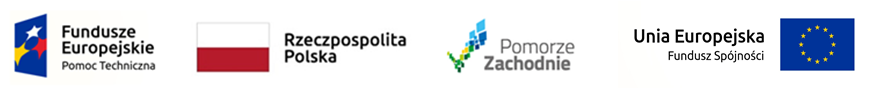 Fundusze
Europejskie
Pomoc Techniczna
Rzeczpospolita
Polska
Pomorze
Zachodnie
Unia Europejska
Fundusz Spójności